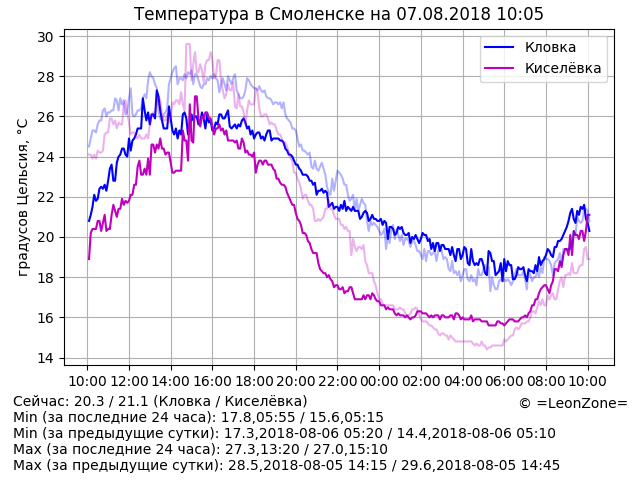 Температура в Смоленске на 07.08.2018 10:05
Кловка
Киселёвка
градусов Цельсия, °C
30
28
26
24
22
20
18
16
14
10:00 12:00 14:00 16:00 18:00 20:00 22:00 00:00 02:00 04:00 06:00 08:00 10:00
Сейчас: 20.3 / 21.1 (Кловка / Киселёвка)
© =LeonZone=
Min (за последние 24 часа): 17.8,05:55 / 15.6,05:15
Min (за предыдущие сутки): 17.3,2018-08-06 05:20 / 14.4,2018-08-06 05:10
Max (за последние 24 часа): 27.3,13:20 / 27.0,15:10
Max (за предыдущие сутки): 28.5,2018-08-05 14:15 / 29.6,2018-08-05 14:45